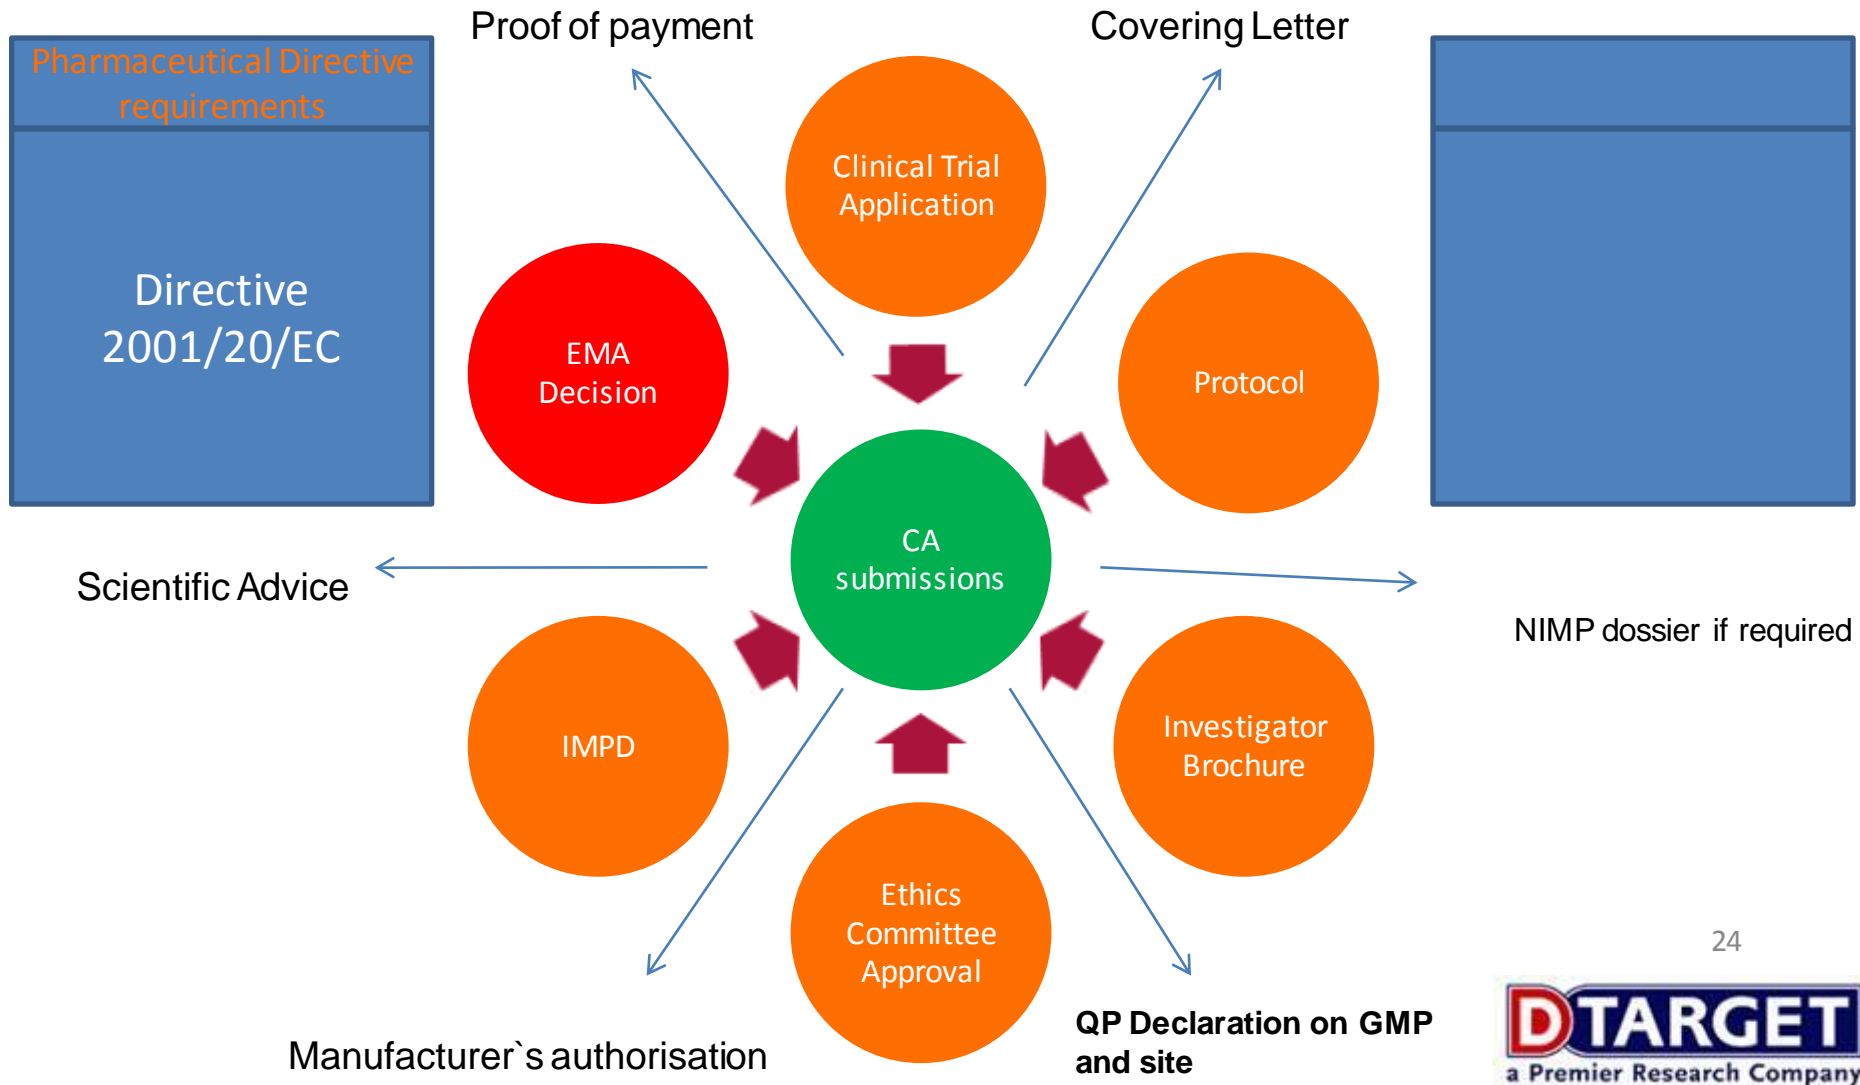 Proof of payment
Covering Letter
Pharmaceutical Directive
requirements
Directive
2001/20/EC
Clinical Trial
Application
EMA
Decision
Protocol
CA
submissions
Scientific Advice
NIMP dossier if required
IMPD
Investigator
Brochure
Ethics
Committee
Approval
Manufacturer`s authorisation
QP Declaration on GMP
and site
24
DTARGET
a Premier Research Company